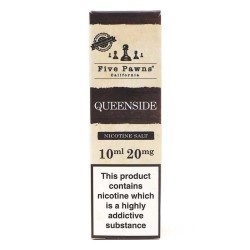 Five Pawns®
California
QUEENSIDE
NICOTINE SALT
10ml 20mg
This product
contains
nicotine which
is a highly
addictive
substance